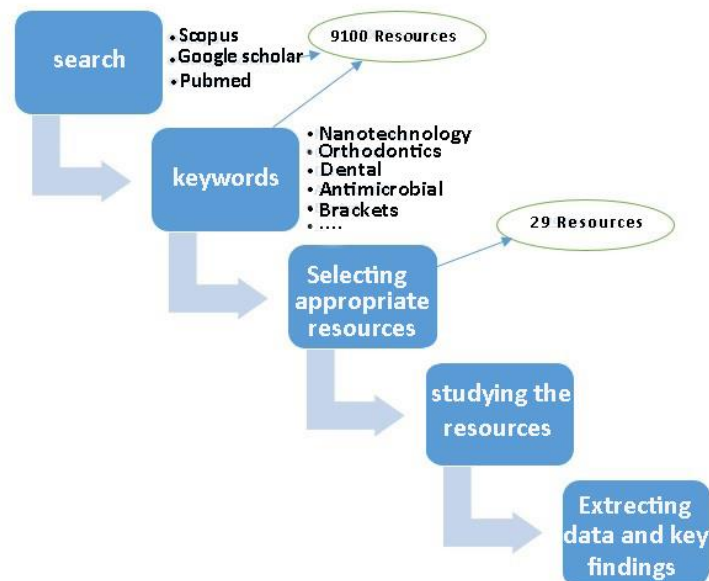 search
• Scopus
• Google scholar
• Pubmed
9100 Resources
keywords
• Nanotechnology
• Orthodontics
• Dental
• Antimicrobial
• Brackets
• ....
Selecting
appropriate
resources
29 Resources
studying the
resources
Extrecting
data and key
findings